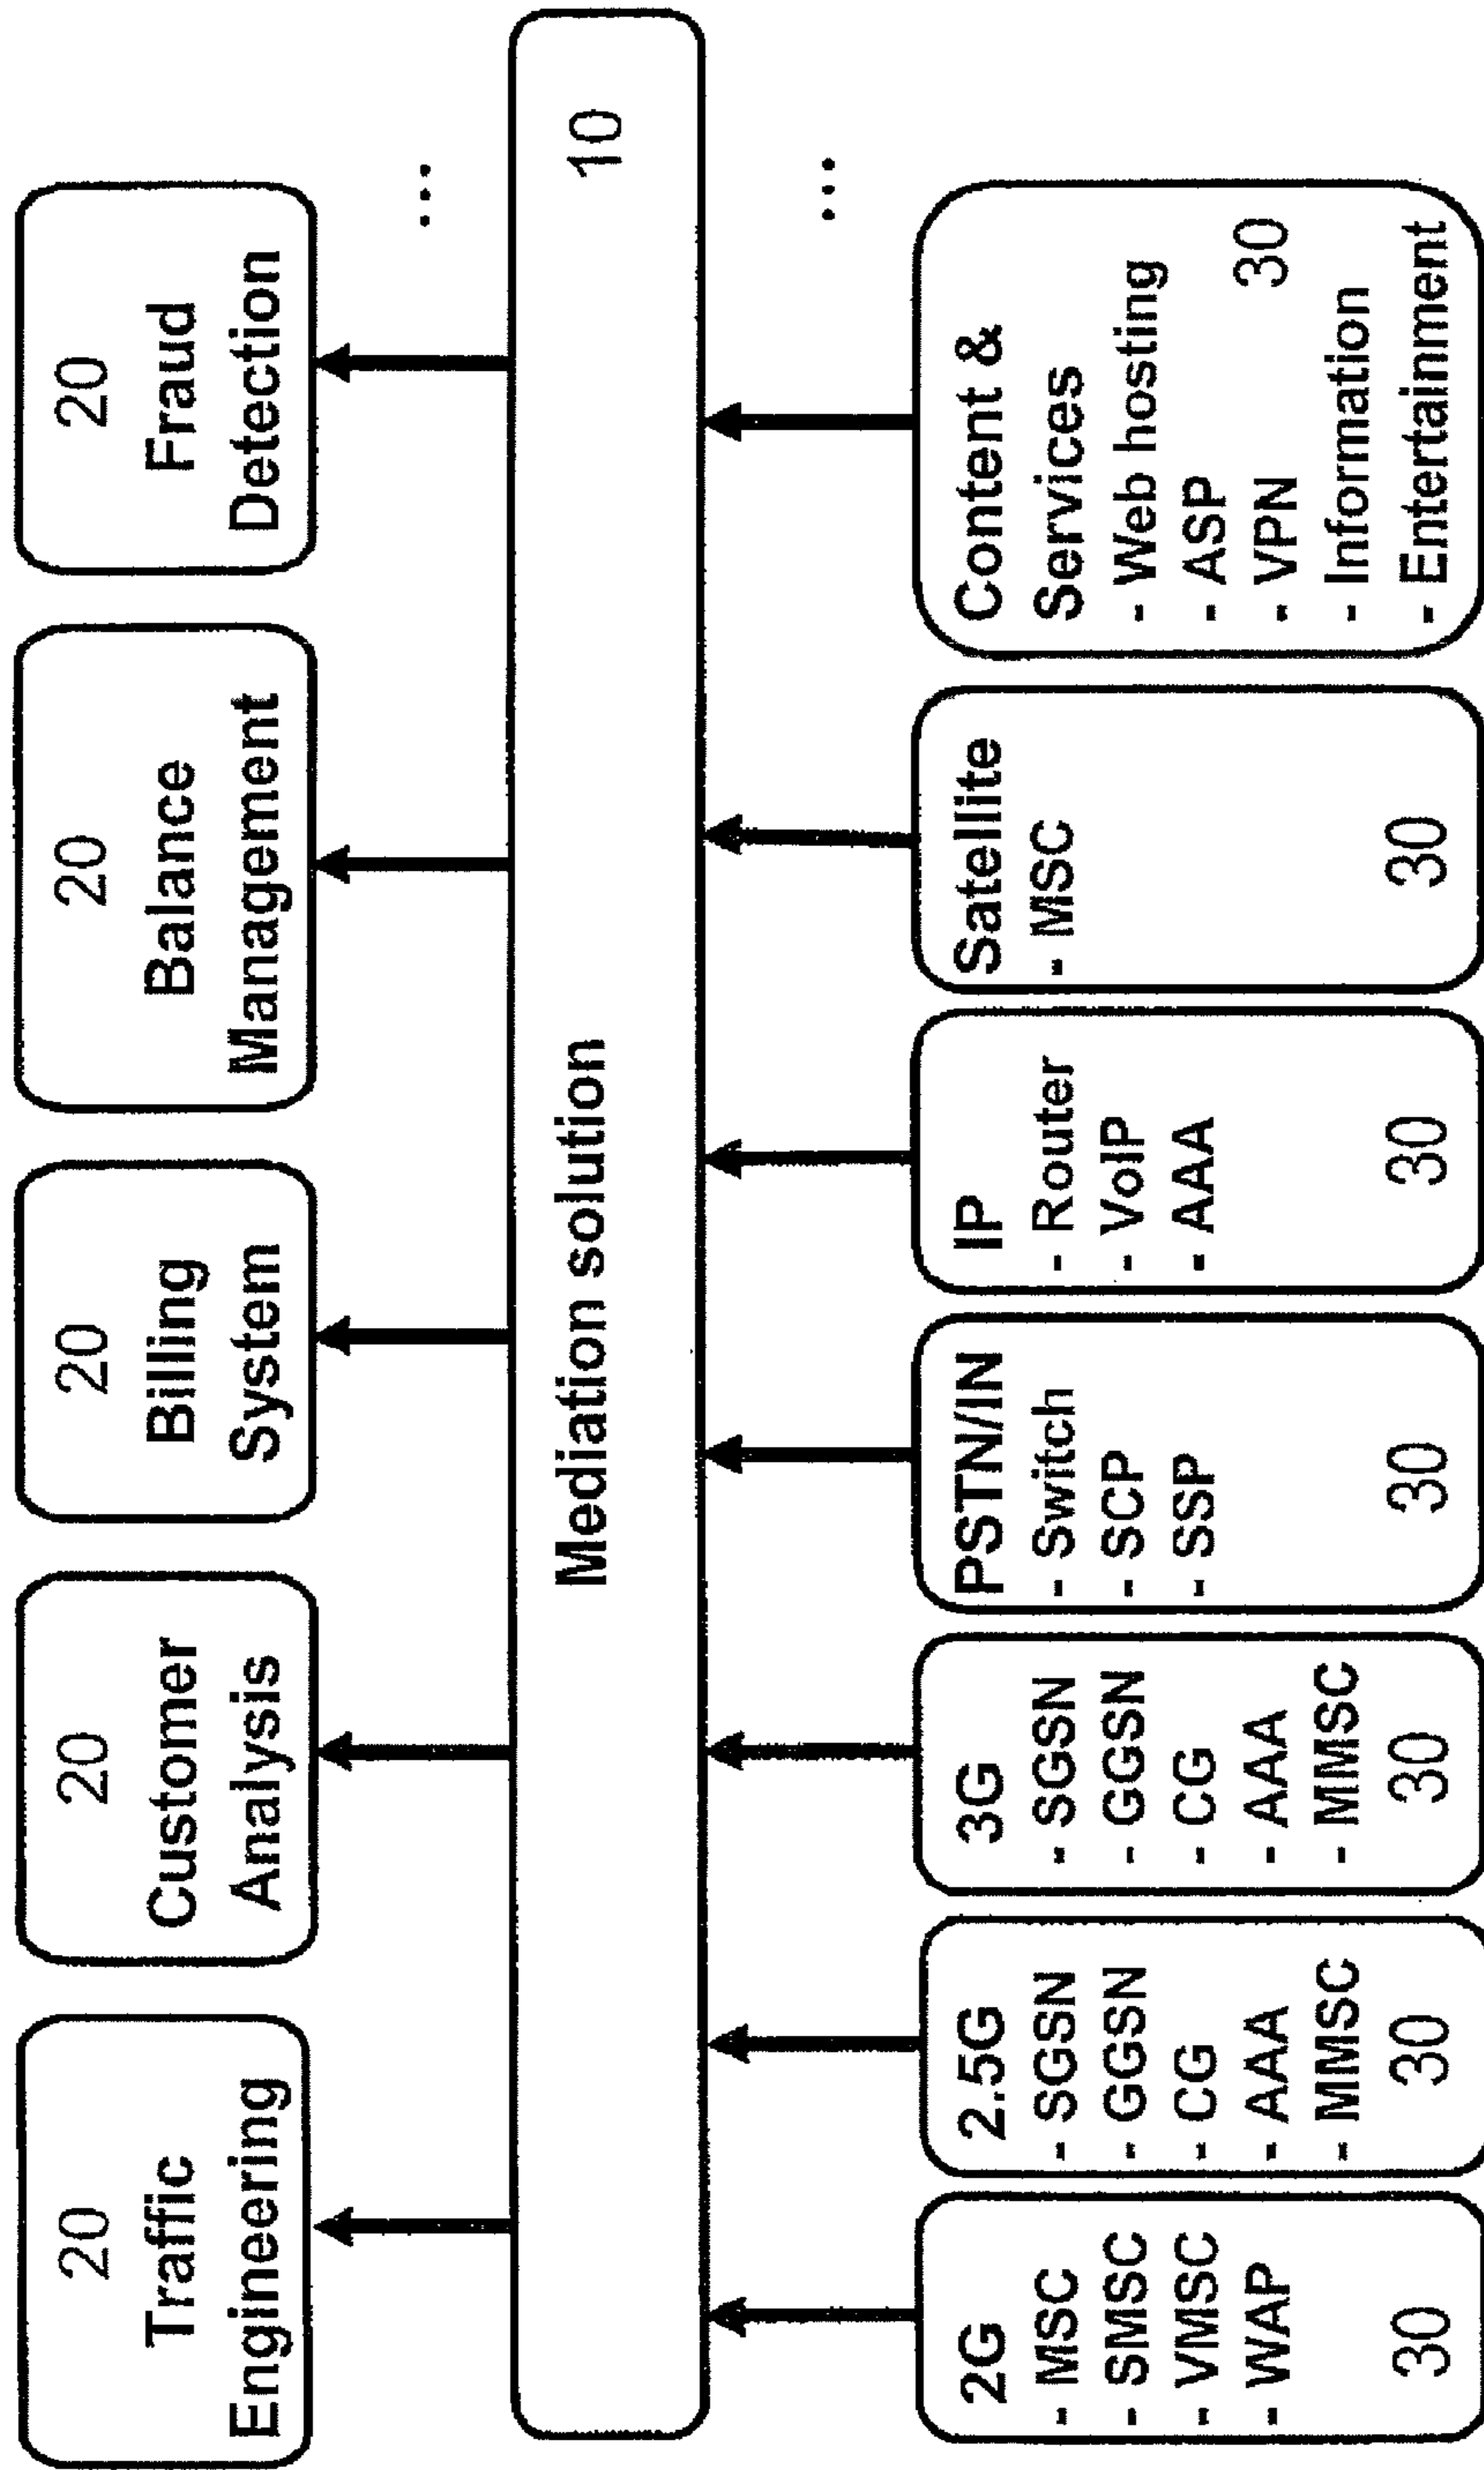 20
Traffic
Engineering
20
Customer
Analysis
20
Billing
System
20
Balance
Management
20
Fraud
Detection
...
Mediation solution
10
...
2G
- MSC
- SMSC
- VMSC
- WAP
30
2.5G
- SGSN
- GGSN
- CG
- AAA
- MMSC
30
3G
- SGSN
- GGSN
- CG
- AAA
- MMSC
30
PSTN/IN
- Switch
- SCP
- SSP
30
IP
- Router
- VoIP
- AAA
30
Satellite
- MSC
30
Content &
Services
- Web hosting
- ASP
- VPN 30
- Information
- Entertainment